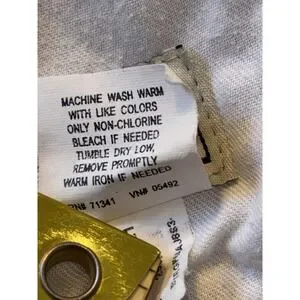 MACHINE WASH WARM
WITH LIKE COLORS
ONLY NON-CHLORINE
BLEACH IF NEEDED
TUMBLE DRY LOW,
REMOVE PROMPTLY
WARM IRON IF NEEDED
RN# 71341 VN# 05492